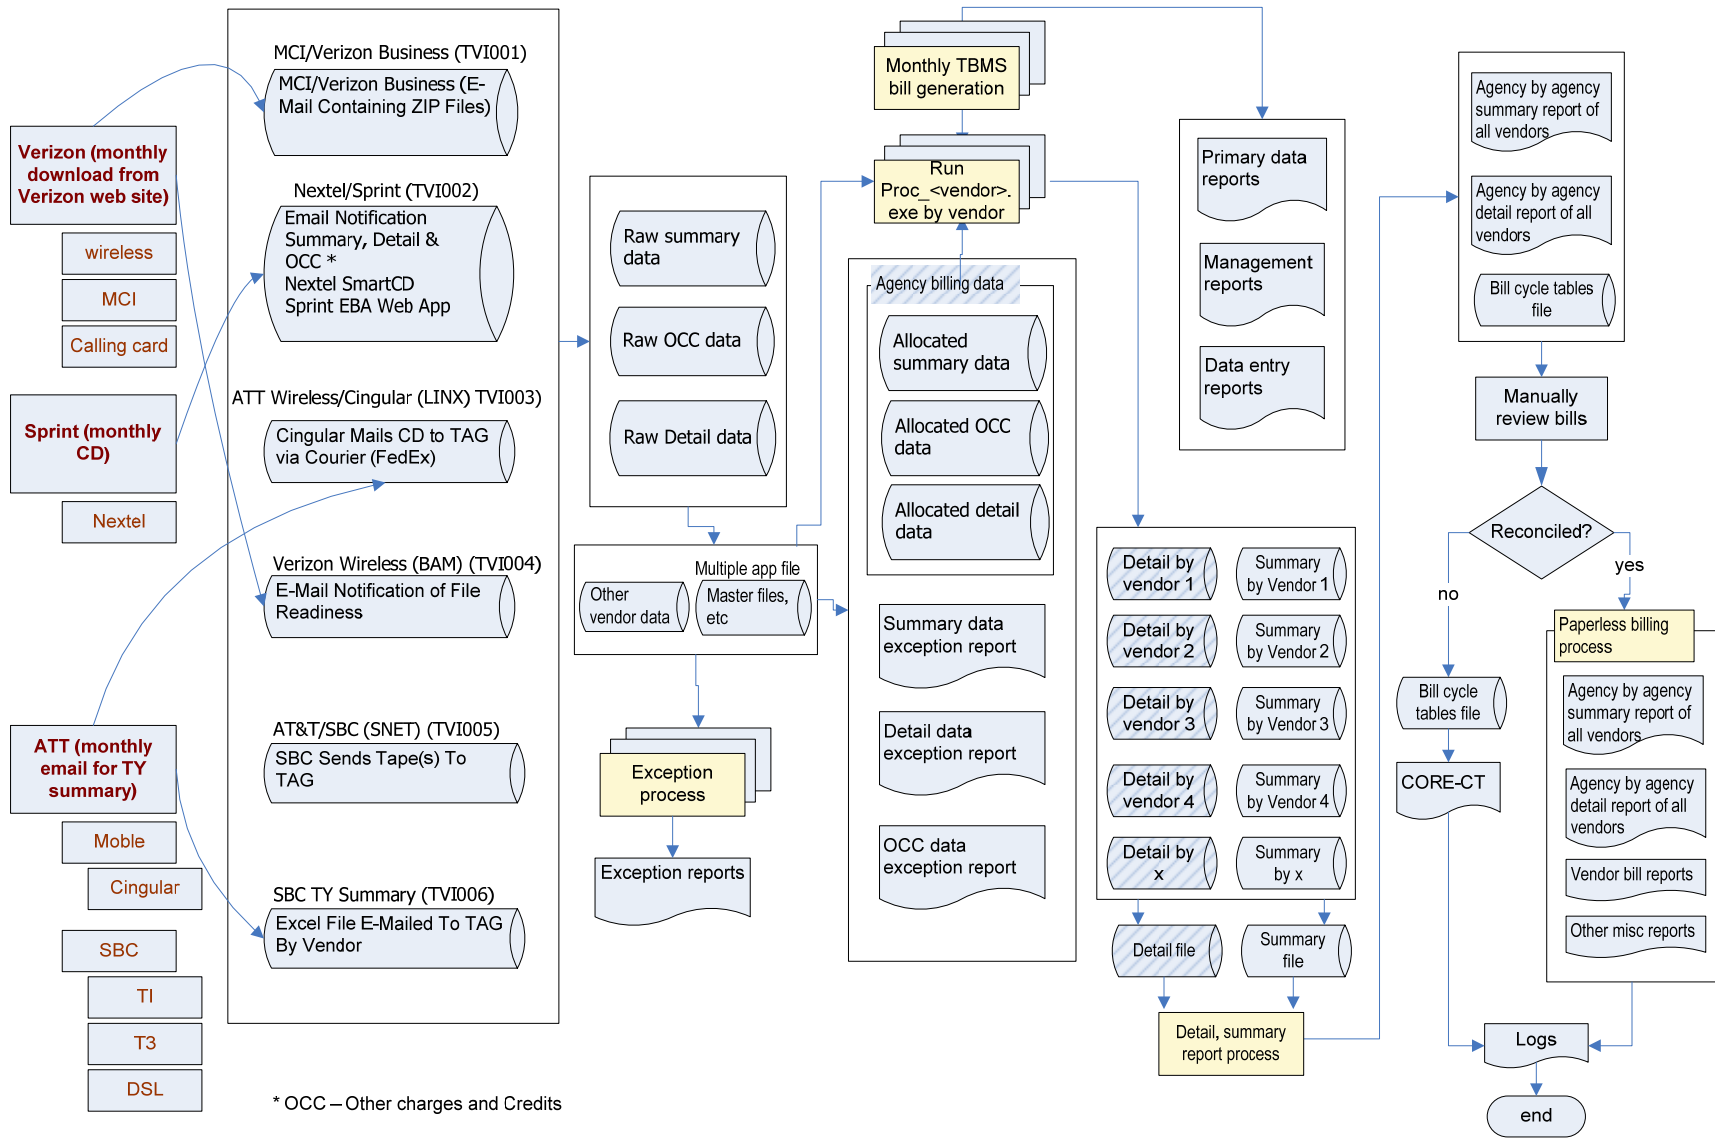 Verizon (monthly
download from
Verizon web site)
wireless
MCI
Calling card
Sprint (monthly
CD)
Nextel
ATT (monthly
email for TY
summary)
Moble
Cingular
SBC
TI
T3
DSL
MCI/Verizon Business (TVI001)
MCI/Verizon Business (E-
Mail Containing ZIP Files)
Nextel/Sprint (TVI002)
Email Notification
Summary, Detail &
OCC *
Nextel SmartCD
Sprint EBA Web App
ATT Wireless/Cingular (LINX) TVI003)
Cingular Mails CD to TAG
via Courier (FedEx)
Verizon Wireless (BAM) (TVI004)
E-Mail Notification of File
Readiness
AT&T/SBC (SNET) (TVI005)
SBC Sends Tape(s) To
TAG
SBC TY Summary (TVI006)
Excel File E-Mailed To TAG
By Vendor
* OCC – Other charges and Credits
Raw summary
data
Raw OCC data
Raw Detail data
Multiple app file
Other
vendor data
Master files,
etc
Exception
process
Exception reports
Monthly TBMS
bill generation
Run
Proc_<vendor>.
exe by vendor
Agency billing data
Allocated
summary data
Allocated OCC
data
Allocated detail
data
Summary data
exception report
Detail data
exception report
OCC data
exception report
Primary data
reports
Management
reports
Data entry
reports
Detail by
vendor 1
Summary
by Vendor 1
Detail by
vendor 2
Summary
by Vendor 2
Detail by
vendor 3
Summary
by Vendor 3
Detail by
vendor 4
Summary
by Vendor 4
Detail by
x
Summary
by x
Detail file
Summary
file
Detail, summary
report process
Agency by agency
summary report of
all vendors
Agency by agency
detail report of all
vendors
Bill cycle tables
file
Manually
review bills
Reconciled?
no
yes
Bill cycle
tables file
CORE-CT
Paperless billing
process
Agency by agency
summary report of
all vendors
Agency by agency
detail report of all
vendors
Vendor bill reports
Other misc reports
Logs
end